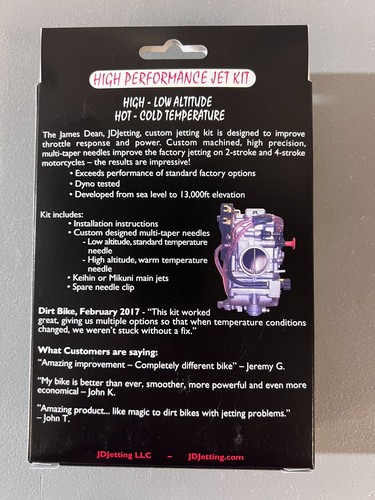 HIGH PERFORMANCE JET KIT
HIGH - LOW ALTITUDE
HOT - COLD TEMPERATURE
The James Dean, JDJetting, custom jetting kit is designed to improve
throttle response and power. Custom machined, high precision,
multi-taper needles improve the factory jetting on 2-stroke and 4-stroke
motorcycles – the results are impressive!
• Exceeds performance of standard factory options
• Dyno tested
• Developed from sea level to 13,000ft elevation
Kit includes:
• Installation instructions
• Custom designed multi-taper needles
- Low altitude, standard temperature
needle
- High altitude, warm temperature
needle
• Keihin or Mikuni main jets
• Spare needle clip
Dirt Bike, February 2017 - "This kit worked
great, giving us multiple options so that when temperature conditions
changed, we weren't stuck without a fix."
What Customers are saying:
"Amazing improvement – Completely different bike" – Jeremy G.
"My bike is better than ever, smoother, more powerful and even more
economical – John K.
"Amazing product... like magic to dirt bikes with jetting problems."
– John T.
JDJetting LLC – JDJetting.com